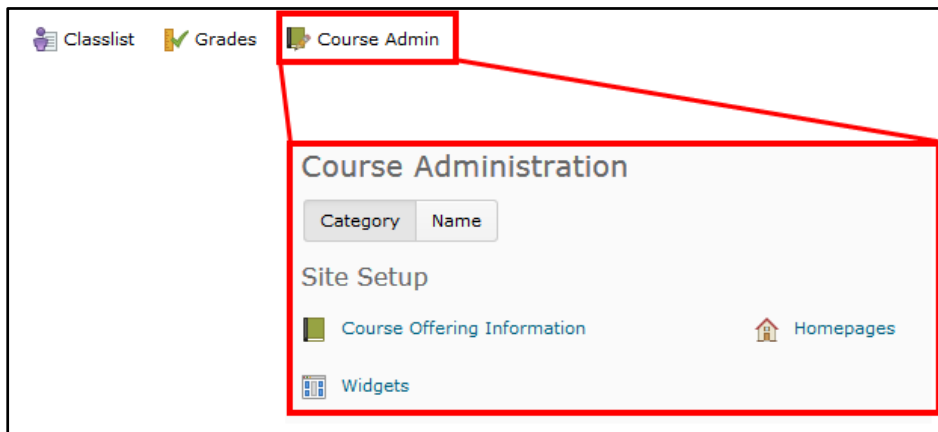 Classlist Grades Course Admin
Course Administration
Category Name
Site Setup
Course Offering Information Homepages
Widgets